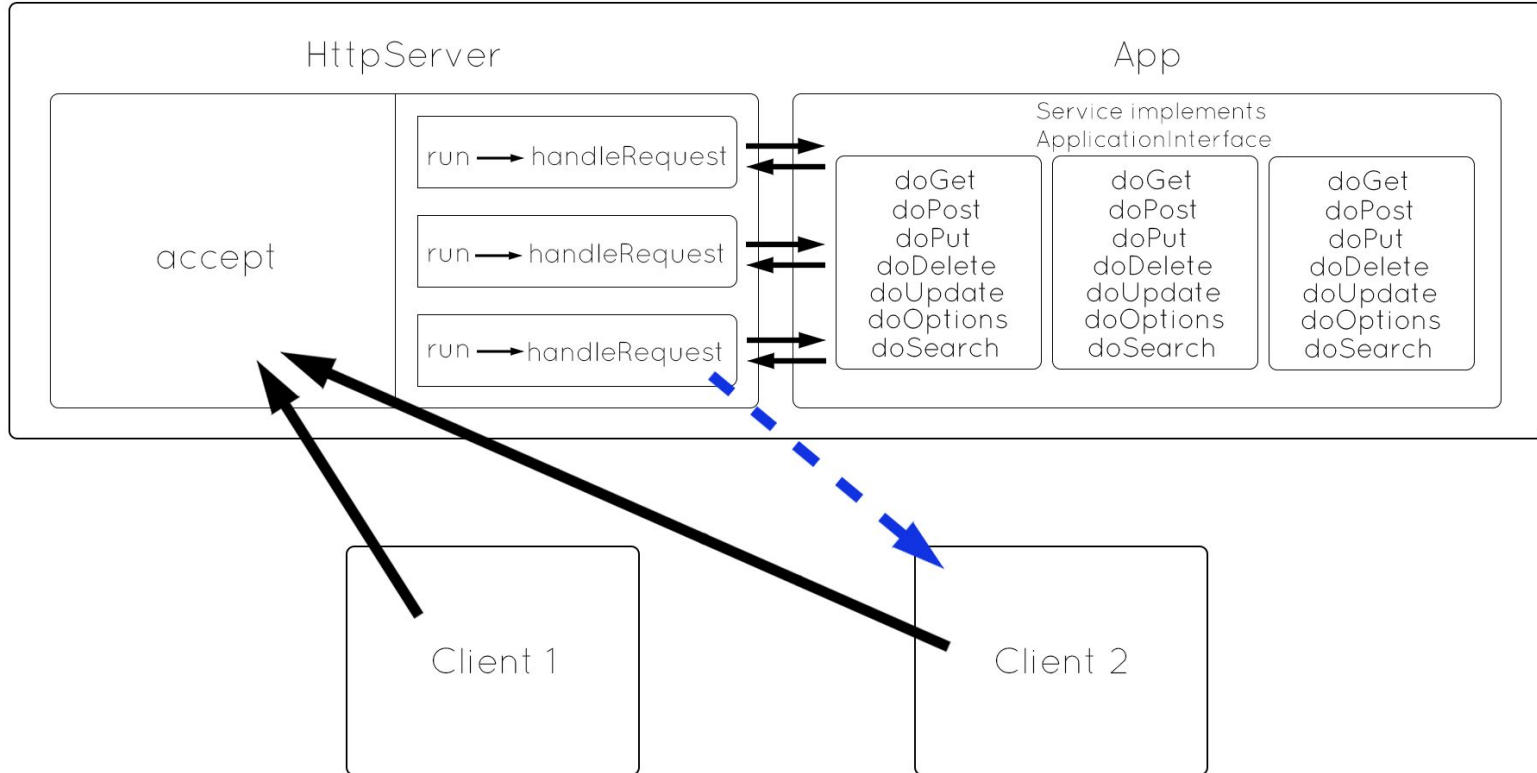 HttpServer
App
accept
run handleRequest
run handleRequest
run handleRequest
Service implements
ApplicationInterface
doGet
doPost
doPut
doDelete
doUpdate
doOptions
doSearch
doGet
doPost
doPut
doDelete
doUpdate
doOptions
doSearch
doGet
doPost
doPut
doDelete
doUpdate
doOptions
doSearch
Client 1
Client 2